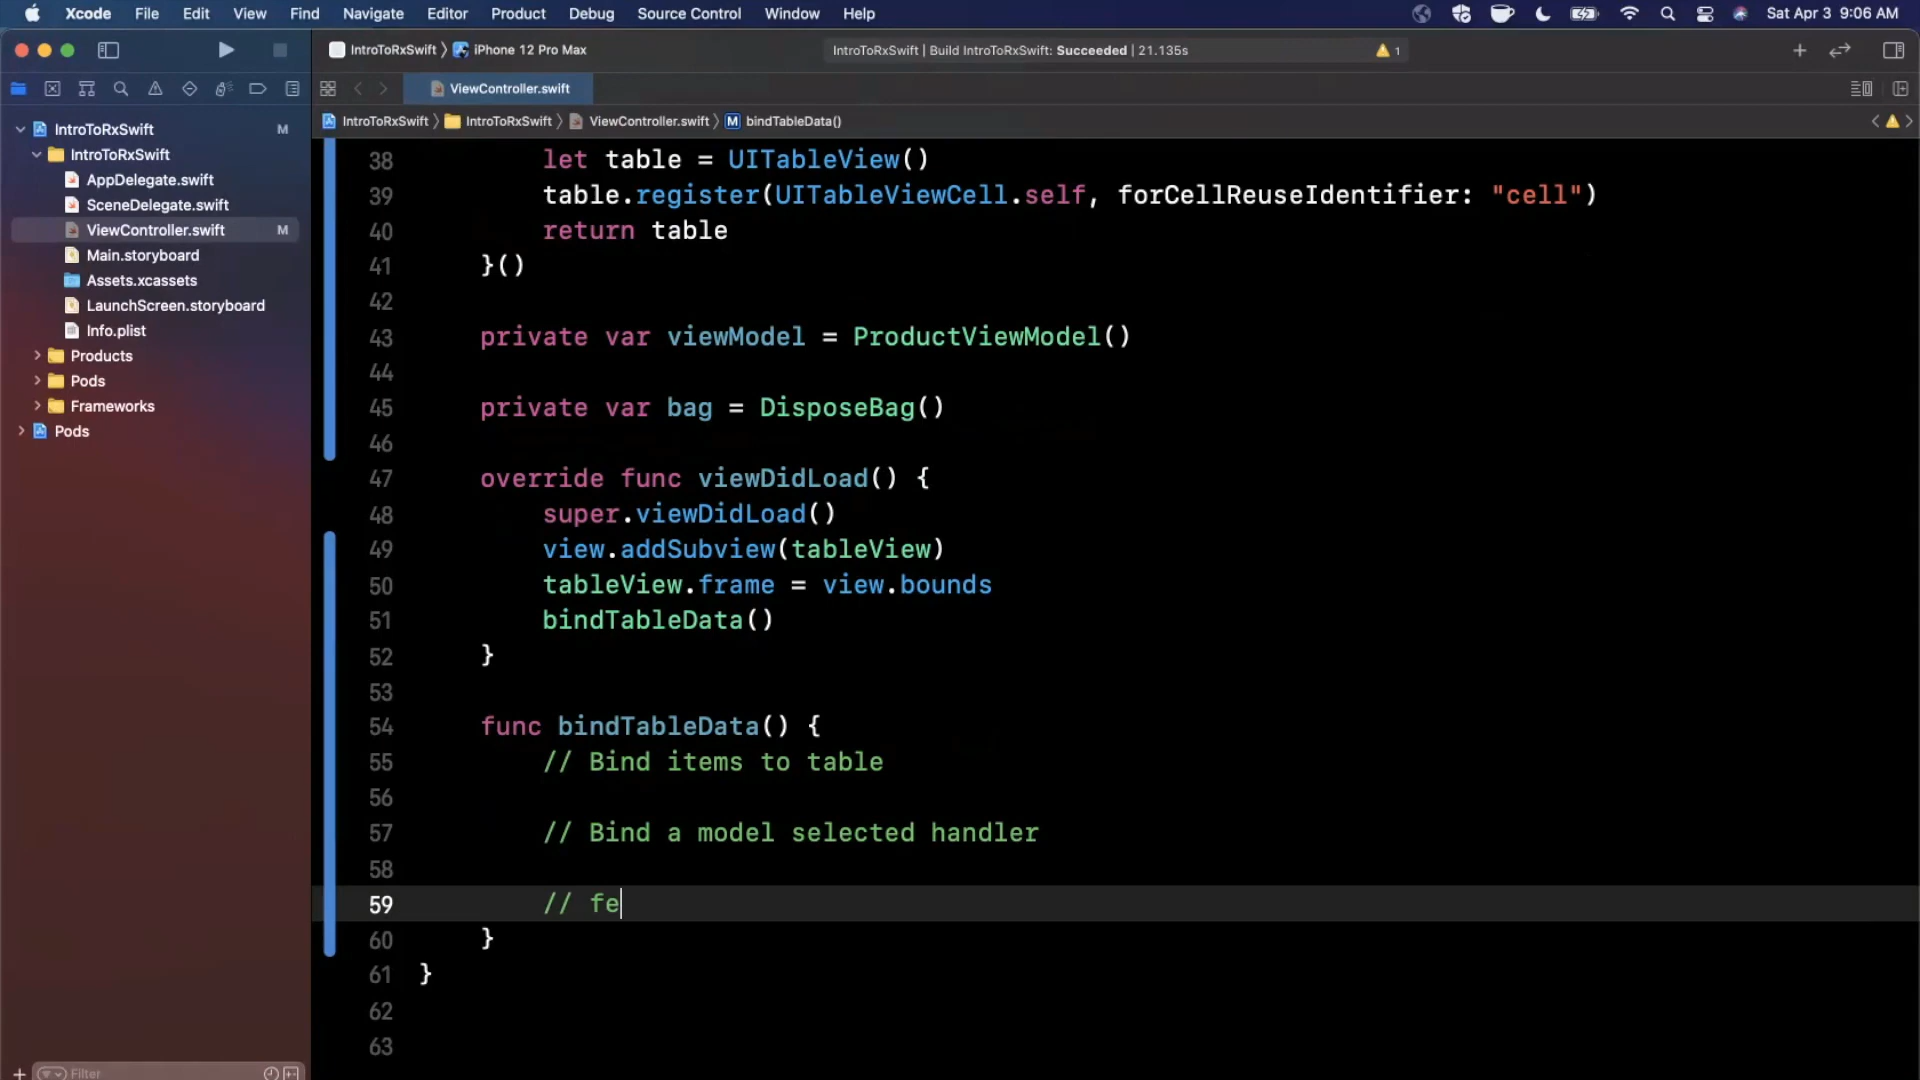 Xcode File Edit View Find Navigate Editor Product Debug Source Control Window Help Sat Apr 3 9:06 AM
IntroToRxSwift 〉 iPhone 12 Pro Max IntroToRxSwift | Build IntroToRxSwift: Succeeded | 21.135s 1
ViewController.swift
IntroToRxSwift 〉 IntroToRxSwift 〉 ViewController.swift 〉 M bindTableData()
IntroToRxSwift M
IntroToRxSwift
AppDelegate.swift
SceneDelegate.swift
ViewController.swift M
Main.storyboard
Assets.xcassets
LaunchScreen.storyboard
Info.plist
Products
Pods
Frameworks
Pods
Filter
38 let table = UITableView()
39 table.register(UITableViewCell.self, forCellReuseIdentifier: "cell")
40 return table
41 }()
42
43 private var viewModel = ProductViewModel()
44
45 private var bag = DisposeBag()
46
47 override func viewDidLoad() {
48 super.viewDidLoad()
49 view.addSubview(tableView)
50 tableView.frame = view.bounds
51 bindTableData()
52 }
53
54 func bindTableData() {
55 // Bind items to table
56
57 // Bind a model selected handler
58
59 // fe
60 }
61 }
62
63